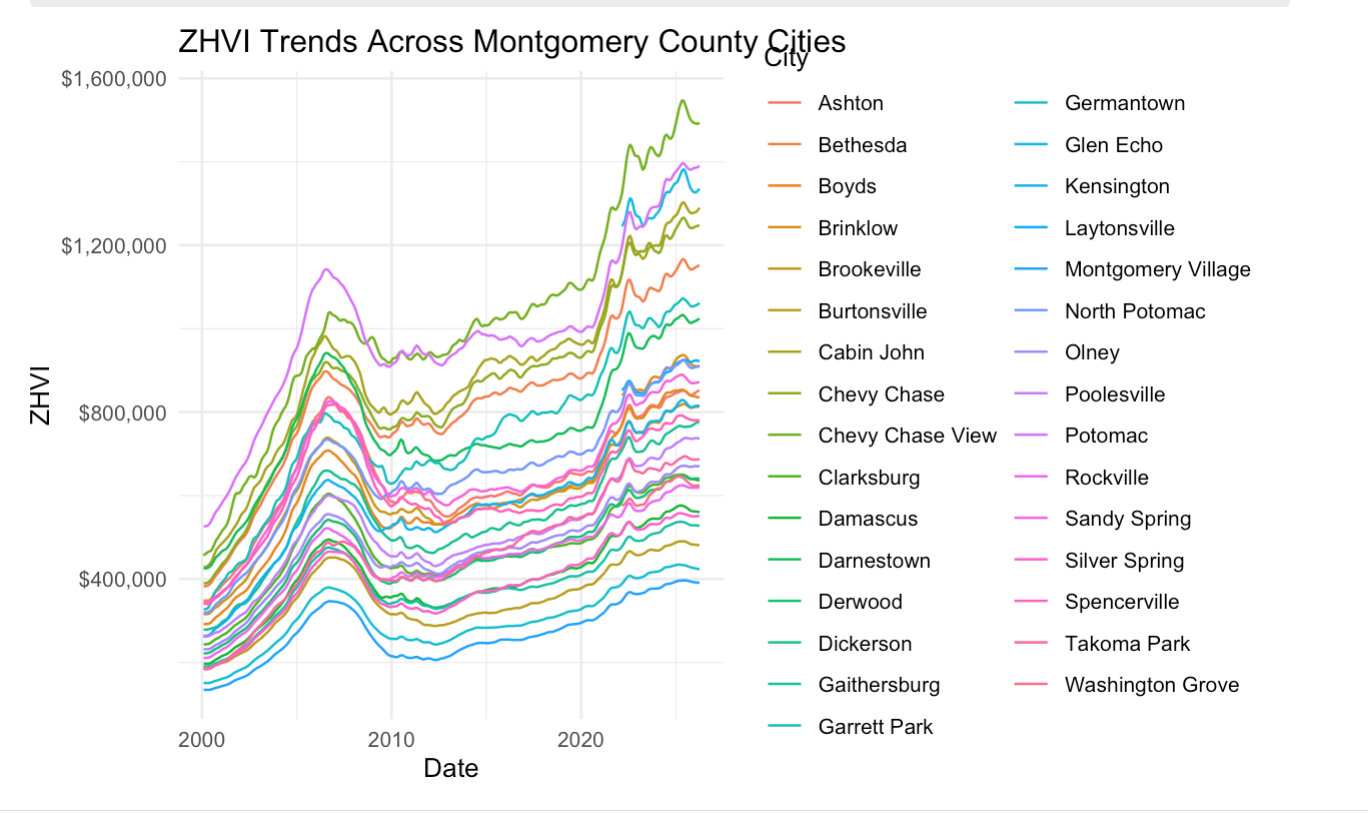 ZHVI Trends Across Montgomery County Cities
City
$1,600,000
$1,200,000
$800,000
$400,000
ZHVI
2000 2010 2020
Date
Ashton
Bethesda
Boyds
Brinklow
Brookeville
Burtonsville
Cabin John
Chevy Chase
Chevy Chase View
Clarksburg
Damascus
Darnestown
Derwood
Dickerson
Gaithersburg
Garrett Park
Germantown
Glen Echo
Kensington
Laytonsville
Montgomery Village
North Potomac
Olney
Poolesville
Potomac
Rockville
Sandy Spring
Silver Spring
Spencerville
Takoma Park
Washington Grove